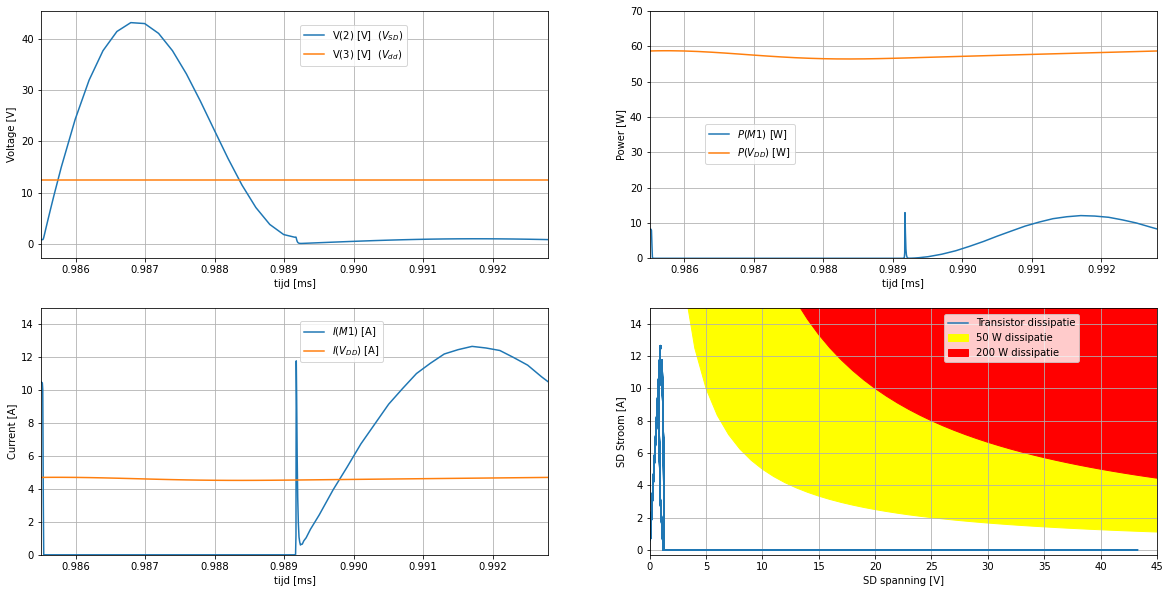 V(2) [V] (V_SD)
V(3) [V] (V_dd)
Voltage [V]
40
30
20
10
0
0.986 0.987 0.988 0.989 0.990 0.991 0.992
tijd [ms]
70
60
50
40
30
20
10
0
Power [W]
P(M1) [W]
P(V_DD) [W]
0.986 0.987 0.988 0.989 0.990 0.991 0.992
tijd [ms]
14
12
10
8
6
4
2
0
Current [A]
I(M1) [A]
I(V_DD) [A]
0.986 0.987 0.988 0.989 0.990 0.991 0.992
tijd [ms]
14
12
10
8
6
4
2
0
SD Stroom [A]
Transistor dissipatie
50 W dissipatie
200 W dissipatie
0 5 10 15 20 25 30 35 40 45
SD spanning [V]